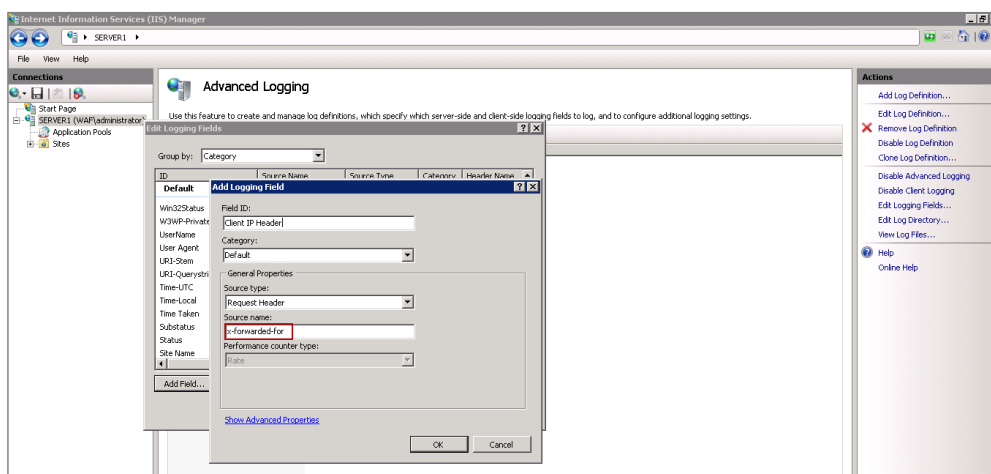 Internet Information Services (IIS) Manager
SERVER1
File View Help
Connections
Start Page
SERVER1 (WAF\administrator)
Application Pools
Sites
Advanced Logging
Use this feature to create and manage log definitions, which specify which server-side and client-side logging fields to log, and to configure additional logging settings.
Edit Logging Fields
Group by: Category
ID Source Name Source Type Category Header Name
Default
Win32Status
W3WP-Private
UserName
User Agent
URI-Stem
URI-Querystri
Time-UTC
Time-Local
Time Taken
Substatus
Status
Site Name
Add Field...
Add Logging Field
Field ID:
Client IP Header
Category:
Default
General Properties
Source type:
Request Header
Source name:
x-forwarded-for
Performance counter type:
Rate
Show Advanced Properties
OK Cancel
Actions
Add Log Definition...
Edit Log Definition...
Remove Log Definition
Disable Log Definition
Clone Log Definition...
Disable Advanced Logging
Disable Client Logging
Edit Logging Fields...
Edit Log Directory...
View Log Files...
Help
Online Help